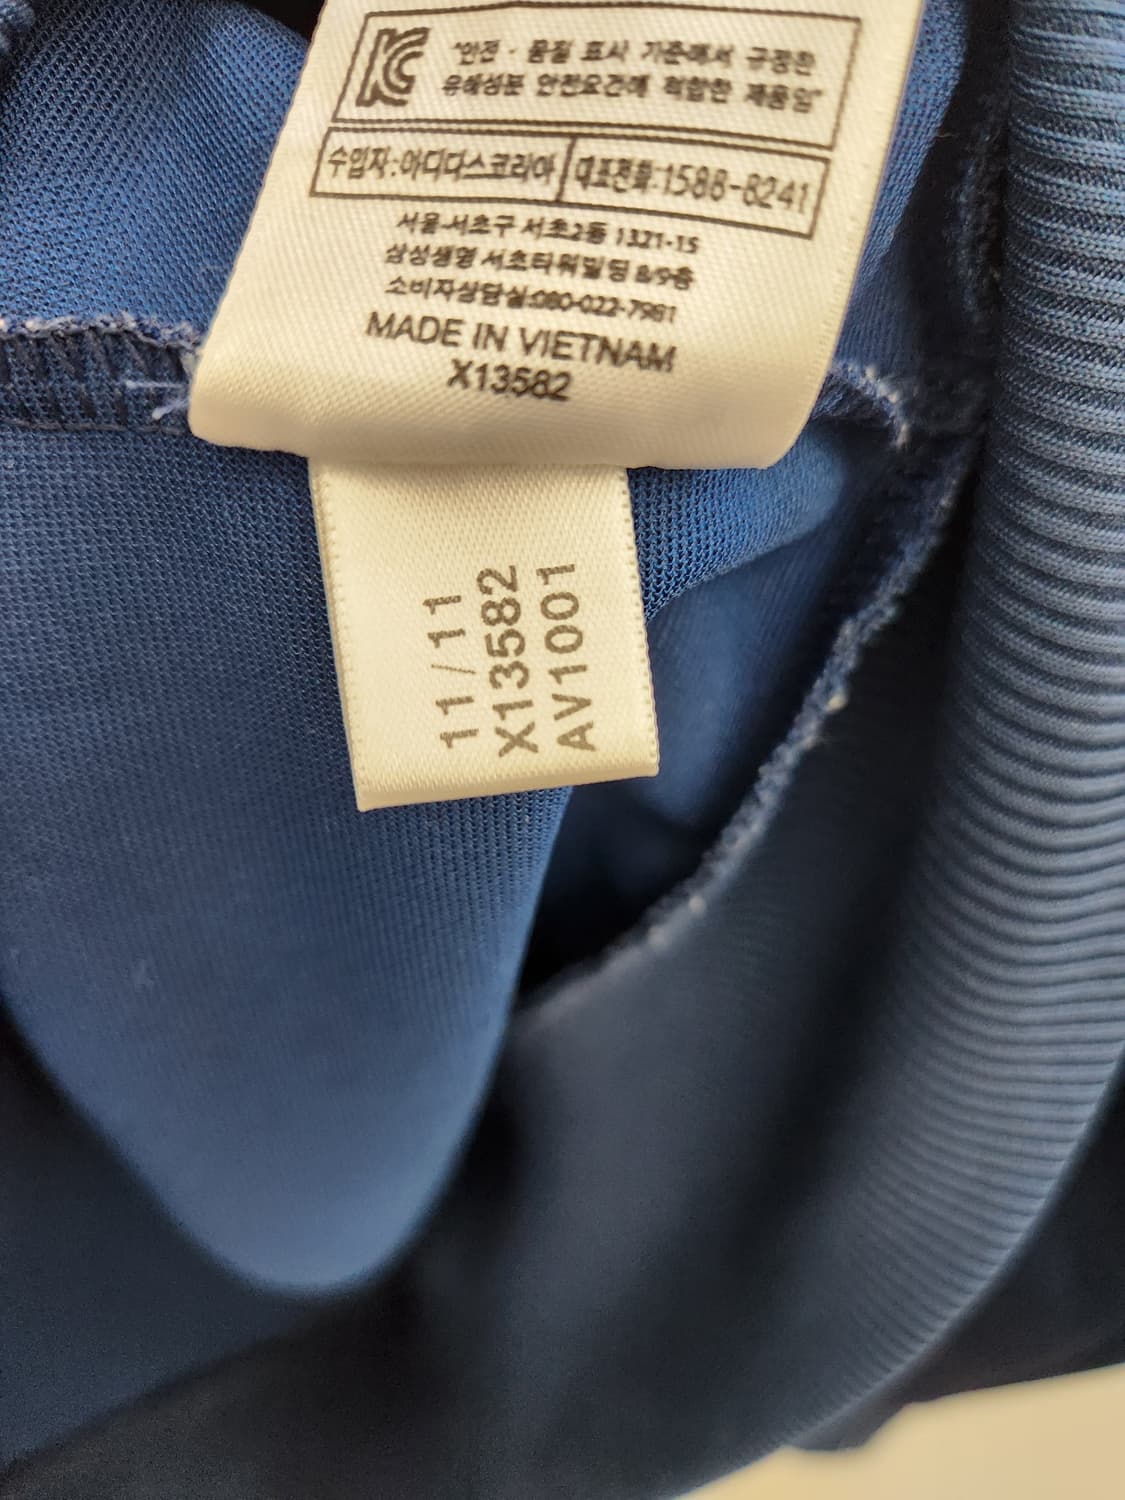 KC
"안전·품질 표시 기준에서 규정한
유해성분 안전요건에 적합한 제품임"
수입자:아디다스코리아 대표전화:1588-8241
서울시서초구 서초2동 1321-15
삼성생명 서초타워빌딩 8/9층
소비자상담실:080-022-7981
MADE IN VIETNAM
X13582
11/11
X13582
AV1001